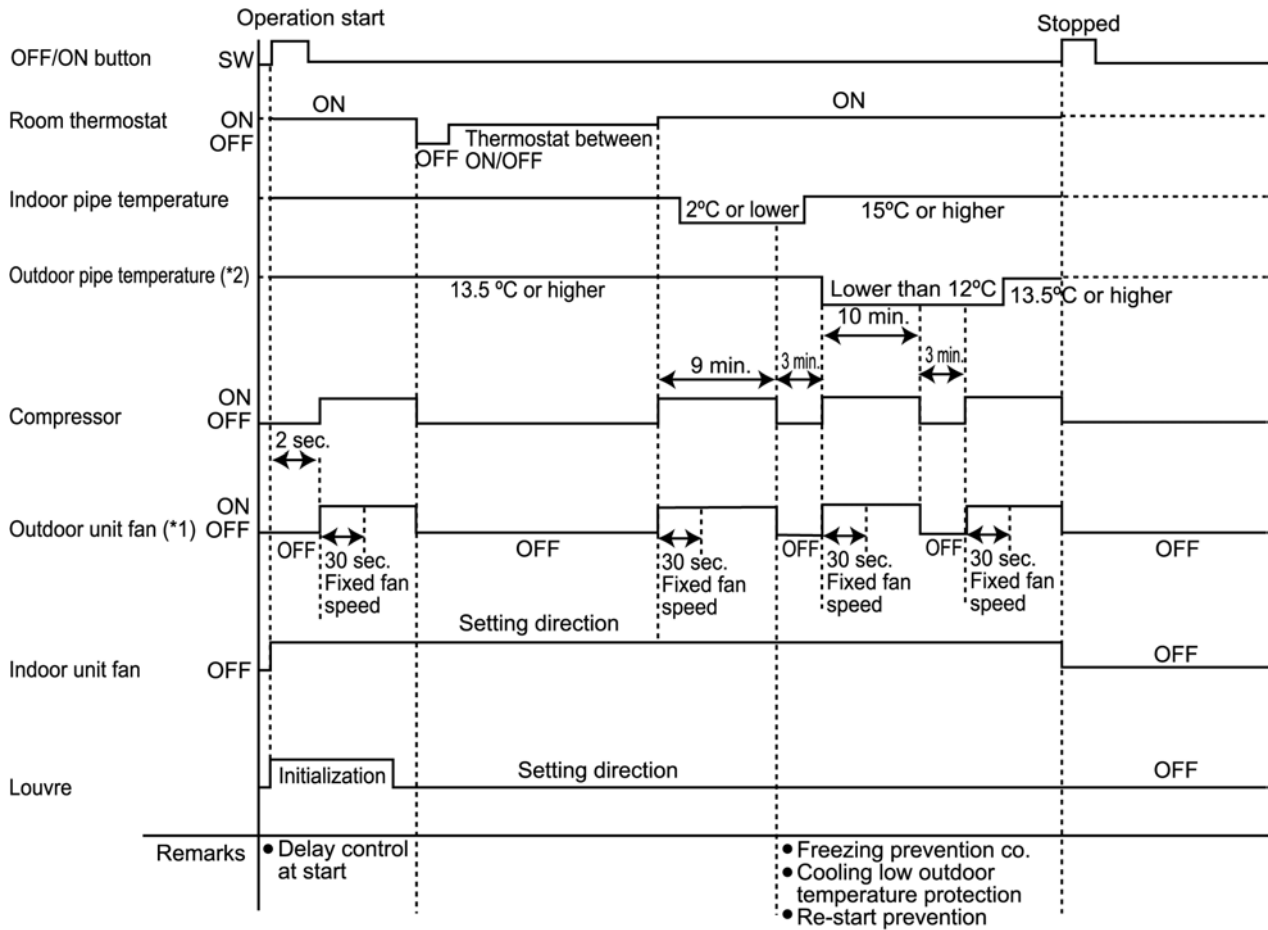 Operation start
Stopped
OFF/ON button
SW
Room thermostat
ON
OFF
ON
OFF
Thermostat between
ON/OFF
ON
Indoor pipe temperature
2ºC or lower
15ºC or higher
Outdoor pipe temperature (*2)
13.5 ºC or higher
Lower than 12ºC
13.5ºC or higher
10 min.
9 min.
3 min.
3 min.
Compressor
ON
OFF
2 sec.
Outdoor unit fan (*1)
ON
OFF
OFF
30 sec.
Fixed fan
speed
OFF
30 sec.
Fixed fan
speed
OFF
30 sec.
Fixed fan
speed
OFF
30 sec.
Fixed fan
speed
OFF
Setting direction
Indoor unit fan
OFF
OFF
Louvre
Initialization
Setting direction
OFF
Remarks
● Delay control
at start
● Freezing prevention co.
● Cooling low outdoor
temperature protection
● Re-start prevention